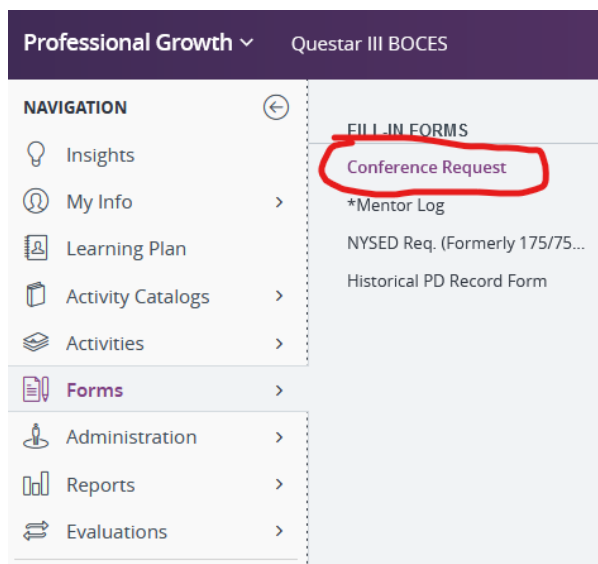 Professional Growth
Questar III BOCES
NAVIGATION
Insights
My Info
Learning Plan
Activity Catalogs
Activities
Forms
Administration
Reports
Evaluations
FILL-IN FORMS
Conference Request
*Mentor Log
NYSED Req. (Formerly 175/75...
Historical PD Record Form